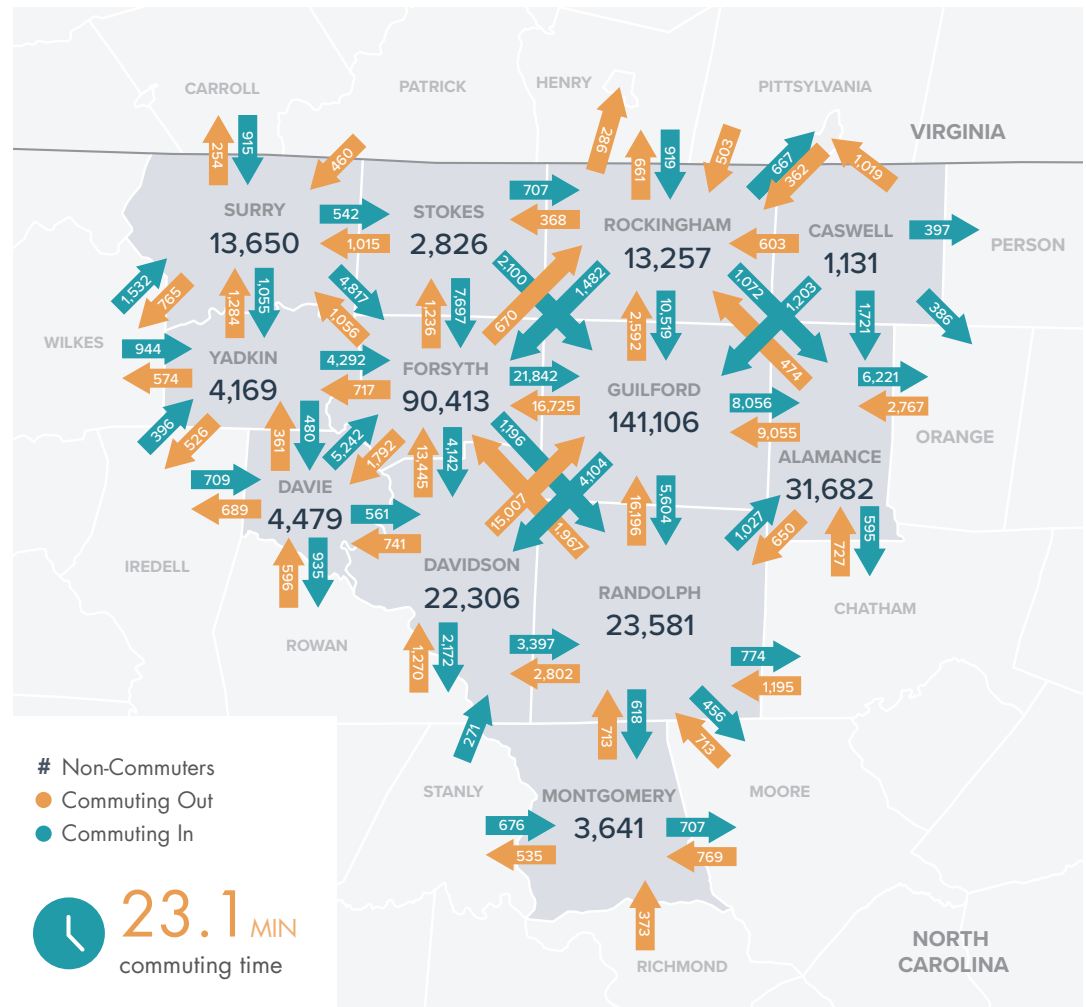 CARROLL
PATRICK
HENRY
PITTSYLVANIA
VIRGINIA
254
915
460
286
661
919
503
667
362
1,019
SURRY
13,650
542
1,015
STOKES
2,826
707
368
ROCKINGHAM
13,257
603
CASWELL
1,131
397
PERSON
1,532
765
1,284
1,055
4,817
1,056
1,236
7,697
2,100
1,482
670
2,592
10,519
1,072
1,203
474
1,721
386
WILKES
944
574
YADKIN
4,169
4,292
717
FORSYTH
90,413
21,842
16,725
GUILFORD
141,106
8,056
9,055
6,221
2,767
ORANGE
396
526
361
480
5,242
1,792
13,445
4,142
1196
4,104
15,007
1,967
ALAMANCE
31,682
709
689
DAVIE
4,479
561
741
16,196
5,604
1,027
650
727
595
IREDELL
596
935
DAVIDSON
22,306
RANDOLPH
23,581
CHATHAM
ROWAN
1,270
2,172
3,397
2,802
774
1,195
271
713
618
456
713
STANLY
MONTGOMERY
3,641
MOORE
676
535
707
769
373
RICHMOND
NORTH
CAROLINA
# Non-Commuters
Commuting Out
Commuting In
23.1 MIN
commuting time